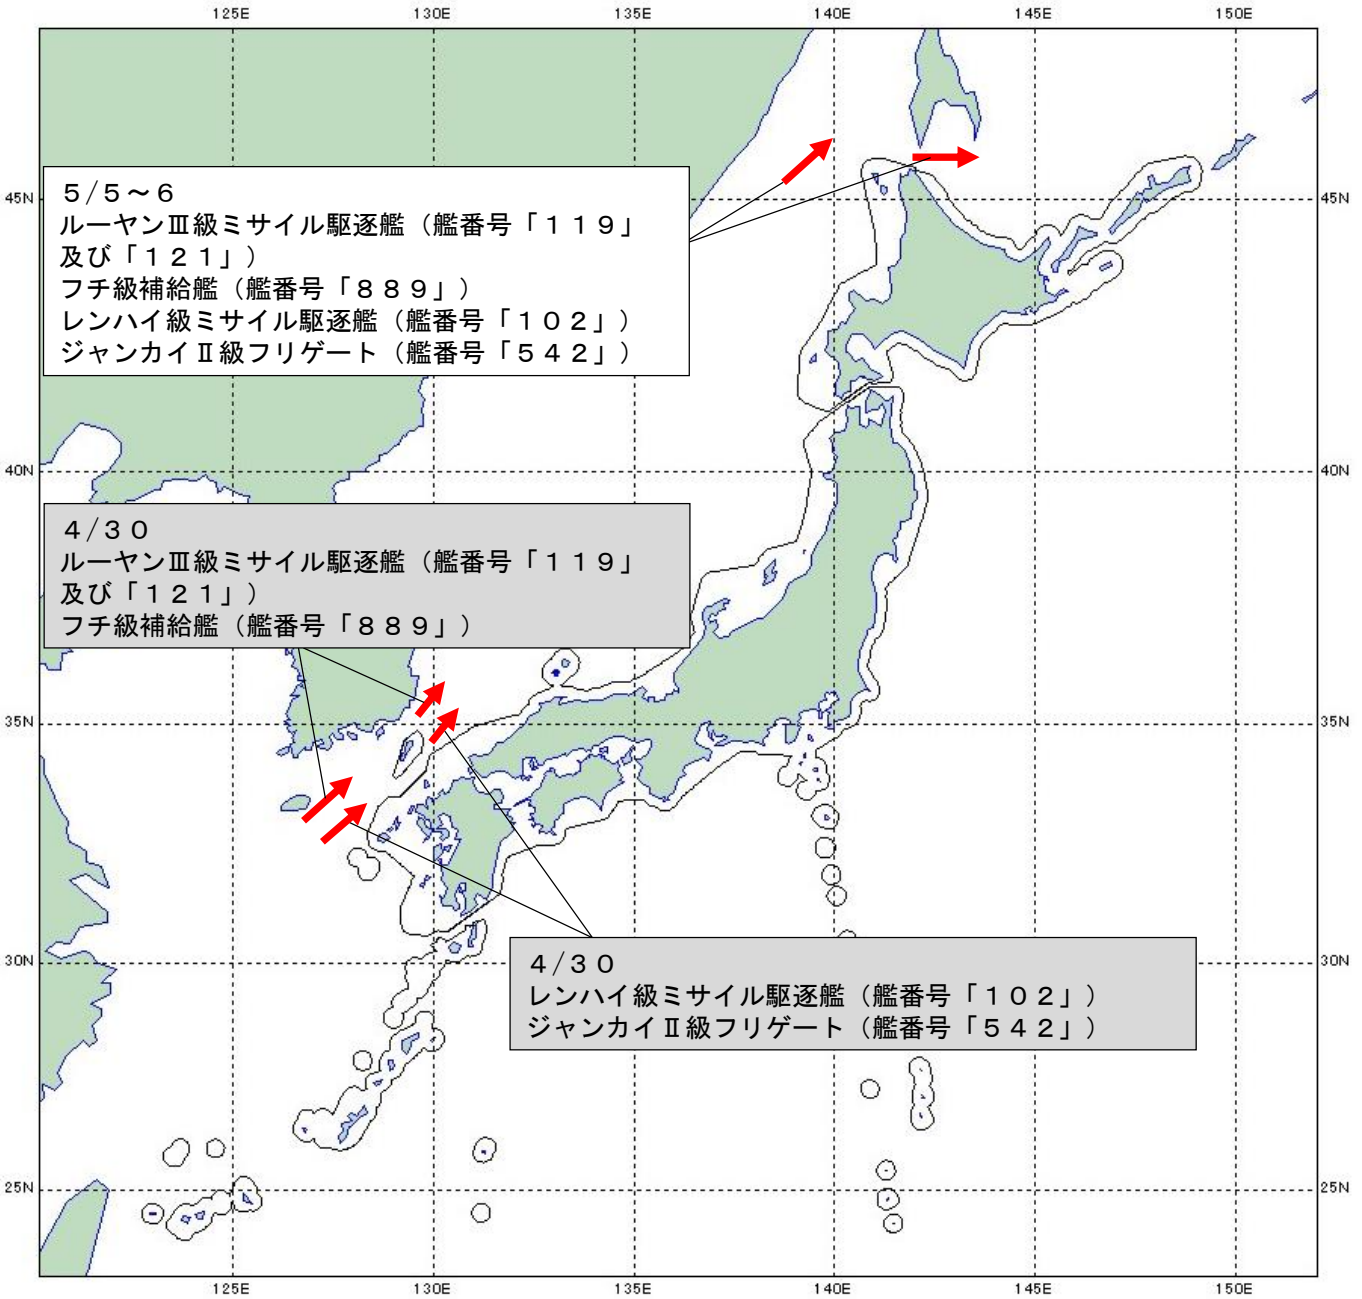 125E 130E 135E 140E 145E 150E
5/5～6
ルーヤンⅢ級ミサイル駆逐艦（艦番号「１１９」
及び「１２１」）
フチ級補給艦（艦番号「８８９」）
レンハイ級ミサイル駆逐艦（艦番号「１０２」）
ジャンカイⅡ級フリゲート（艦番号「５４２」）
45N 45N
40N 40N
4/30
ルーヤンⅢ級ミサイル駆逐艦（艦番号「１１９」
及び「１２１」）
フチ級補給艦（艦番号「８８９」）
35N 35N
4/30
レンハイ級ミサイル駆逐艦（艦番号「１０２」）
ジャンカイⅡ級フリゲート（艦番号「５４２」）
30N 30N
25N 25N
125E 130E 135E 140E 145E 150E